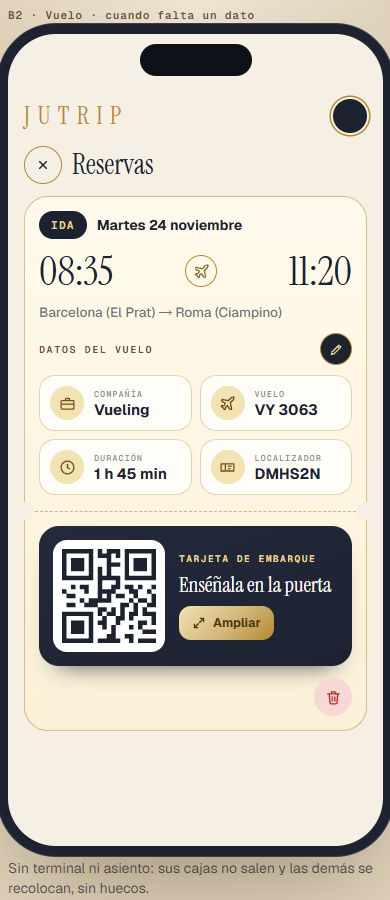 B2 · Vuelo · cuando falta un dato
JUTRIP
× Reservas
IDA Martes 24 noviembre
08:35 11:20
Barcelona (El Prat) → Roma (Ciampino)
DATOS DEL VUELO
COMPAÑÍA
Vueling
VUELO
VY 3063
DURACIÓN
1 h 45 min
LOCALIZADOR
DMHS2N
TARJETA DE EMBARQUE
Enséñala en la puerta
Ampliar
Sin terminal ni asiento: sus cajas no salen y las demás se
recolocan, sin huecos.